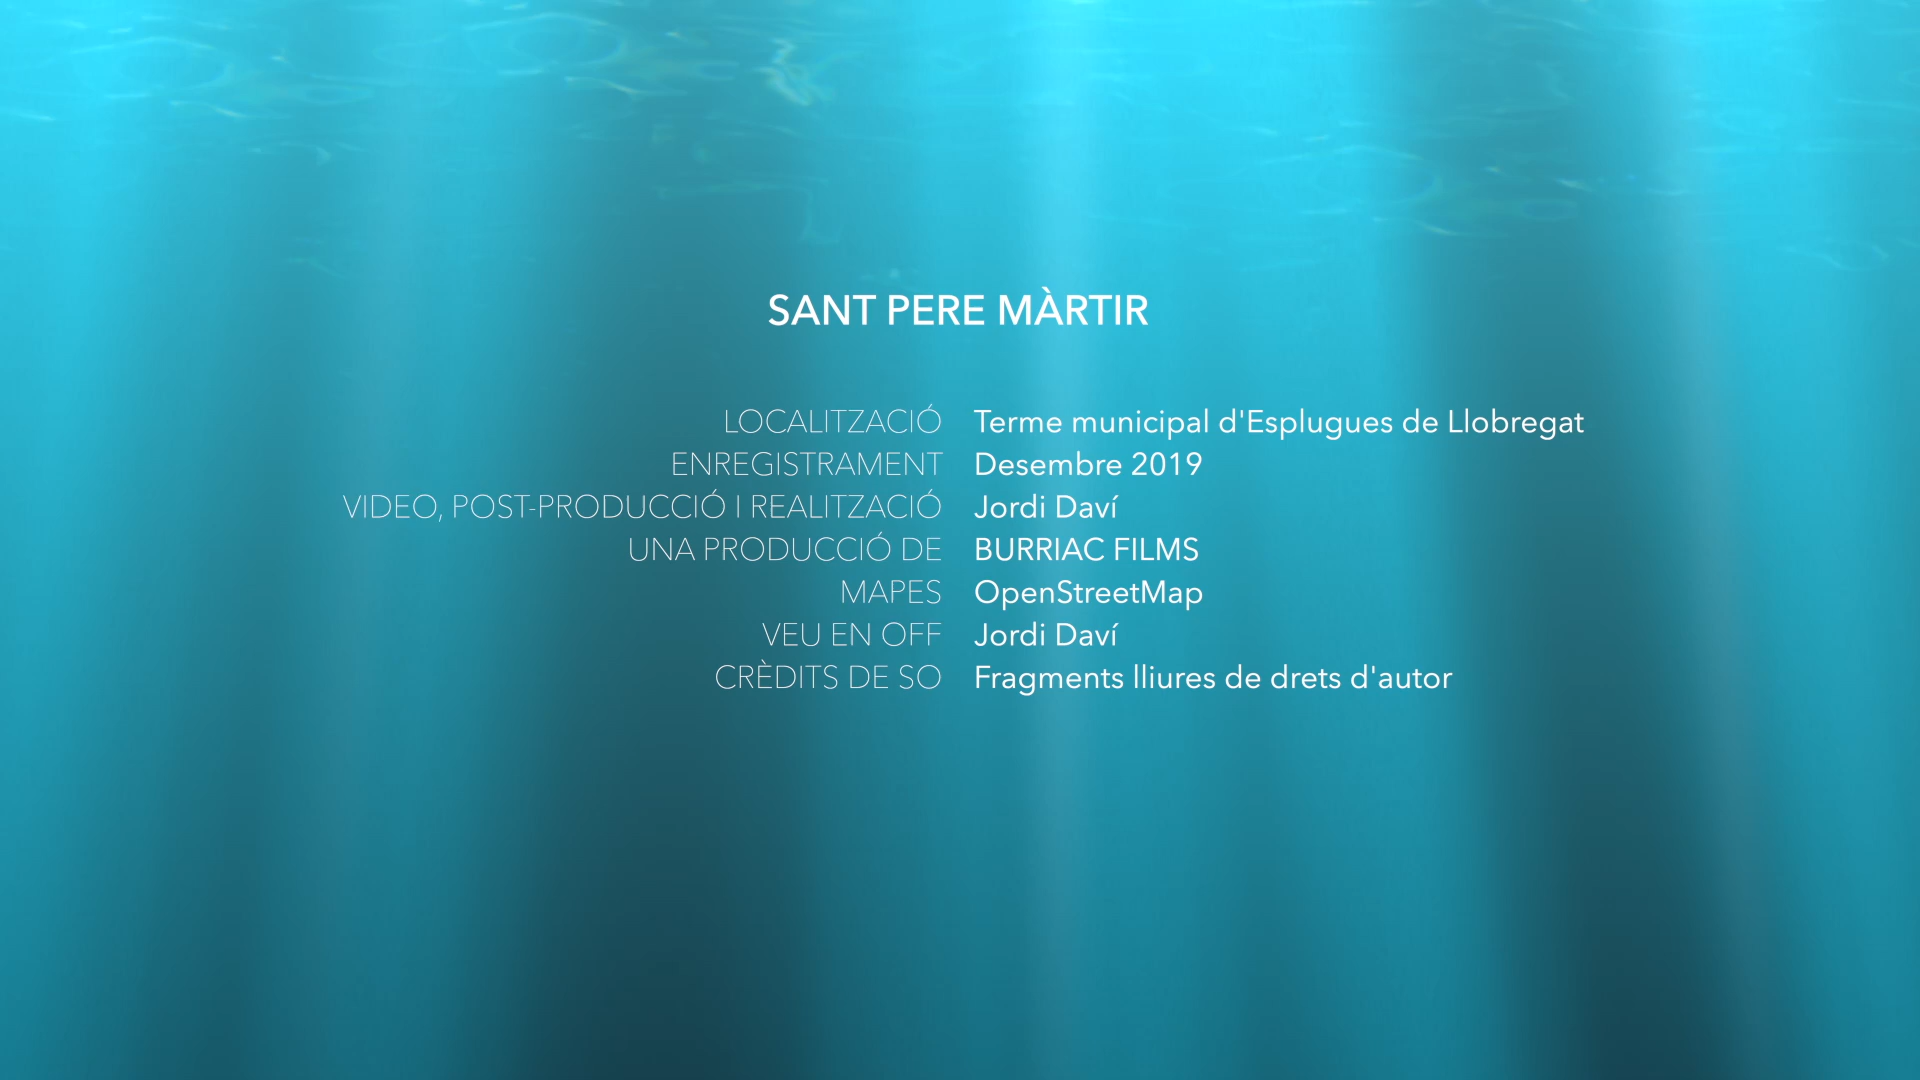 SANT PERE MÀRTIR
LOCALITZACIÓ Terme municipal d'Esplugues de Llobregat
ENREGISTRAMENT Desembre 2019
VIDEO, POST-PRODUCCIÓ I REALITZACIÓ Jordi Daví
UNA PRODUCCIÓ DE BURRIAC FILMS
MAPES OpenStreetMap
VEU EN OFF Jordi Daví
CRÈDITS DE SO Fragments lliures de drets d'autor